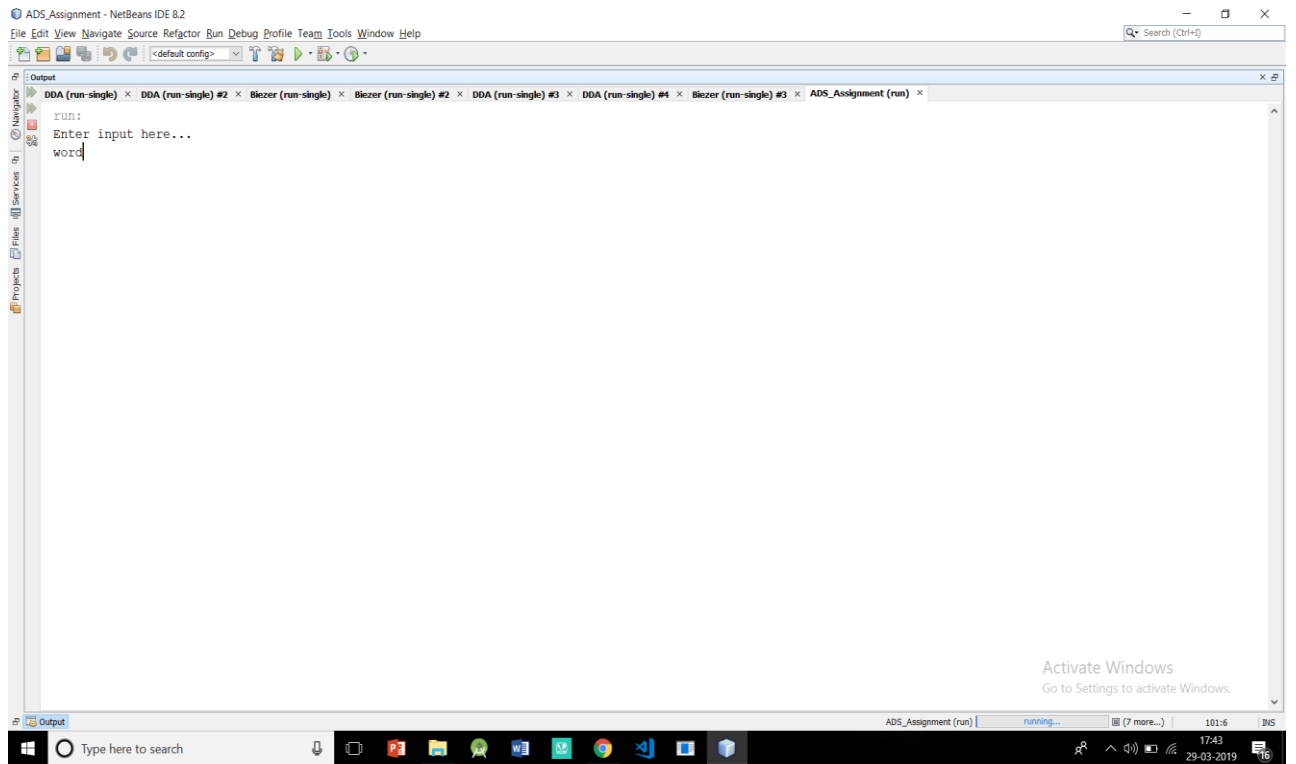 ADS_Assignment - NetBeans IDE 8.2
File Edit View Navigate Source Refactor Run Debug Profile Team Tools Window Help
Search (Ctrl+I)
<default config>
Output
DDA (run-single) × DDA (run-single) #2 × Biezer (run-single) × Biezer (run-single) #2 × DDA (run-single) #3 × DDA (run-single) #4 × Biezer (run-single) #3 × ADS_Assignment (run) ×
run:
Enter input here...
word
Navigator
Services
Files
Projects
Activate Windows
Go to Settings to activate Windows.
Output
ADS_Assignment (run)
running...
(7 more...)
101:6
INS
Type here to search
17:43
29-03-2019
16